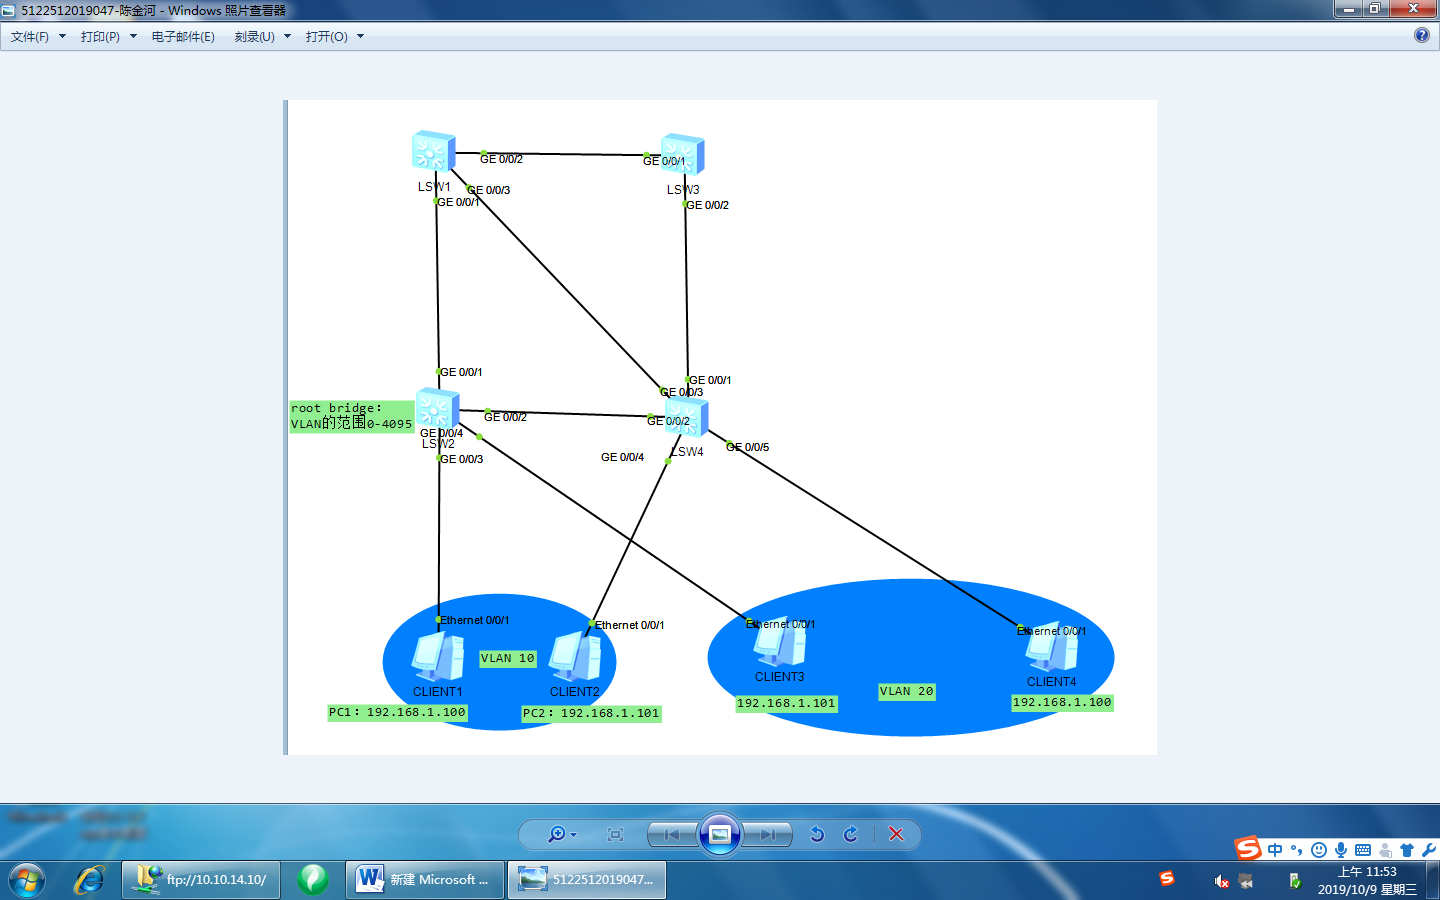 5122512019047-陈金河 - Windows 照片查看器
文件(F) 打印(P) 电子邮件(E) 刻录(U) 打开(O)
GE 0/0/2
GE 0/0/1
LSW1
GE 0/0/3
LSW3
GE 0/0/1
GE 0/0/2
GE 0/0/1
GE 0/0/1
GE 0/0/3
root bridge:
VLAN的范围0-4095
GE 0/0/2
GE 0/0/2
GE 0/0/4
LSW2
GE 0/0/5
LSW4
GE 0/0/3
GE 0/0/4
Ethernet 0/0/1
Ethernet 0/0/1
Ethernet 0/0/1
Ethernet 0/0/1
VLAN 10
CLIENT3
CLIENT4
CLIENT1
CLIENT2
VLAN 20
192.168.1.101
192.168.1.100
PC1：192.168.1.100
PC2：192.168.1.101
中
ftp://10.10.14.10/
新建 Microsoft ...
5122512019047...
上午 11:53
2019/10/9 星期三